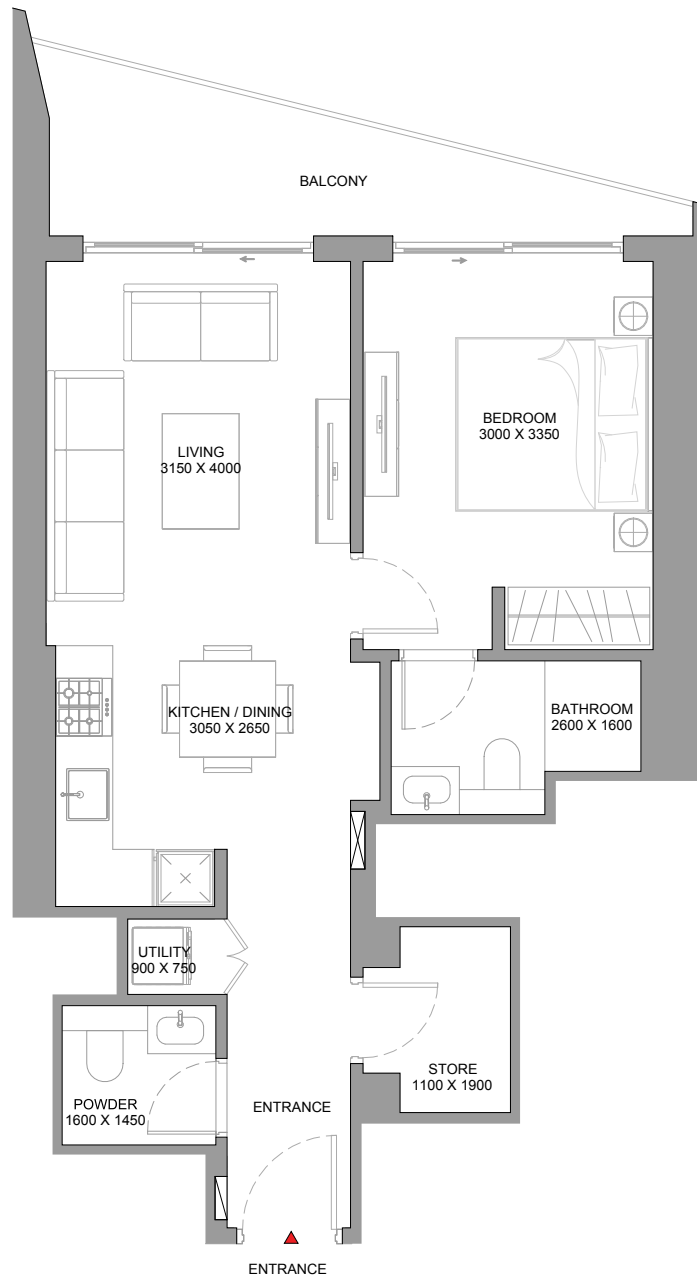 BALCONY
BEDROOM
3000 X 3350
LIVING
3150 X 4000
KITCHEN / DINING
3050 X 2650
BATHROOM
2600 X 1600
UTILITY
900 X 750
STORE
1100 X 1900
POWDER
1600 X 1450
ENTRANCE
ENTRANCE